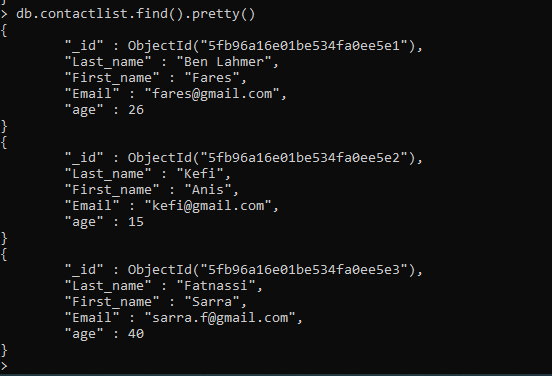 }
> db.contactlist.find().pretty()
{
        "_id" : ObjectId("5fb96a16e01be534fa0ee5e1"),
        "Last_name" : "Ben Lahmer",
        "First_name" : "Fares",
        "Email" : "fares@gmail.com",
        "age" : 26
}
{
        "_id" : ObjectId("5fb96a16e01be534fa0ee5e2"),
        "Last_name" : "Kefi",
        "First_name" : "Anis",
        "Email" : "kefi@gmail.com",
        "age" : 15
}
{
        "_id" : ObjectId("5fb96a16e01be534fa0ee5e3"),
        "Last_name" : "Fatnassi",
        "First_name" : "Sarra",
        "Email" : "sarra.f@gmail.com",
        "age" : 40
}
>